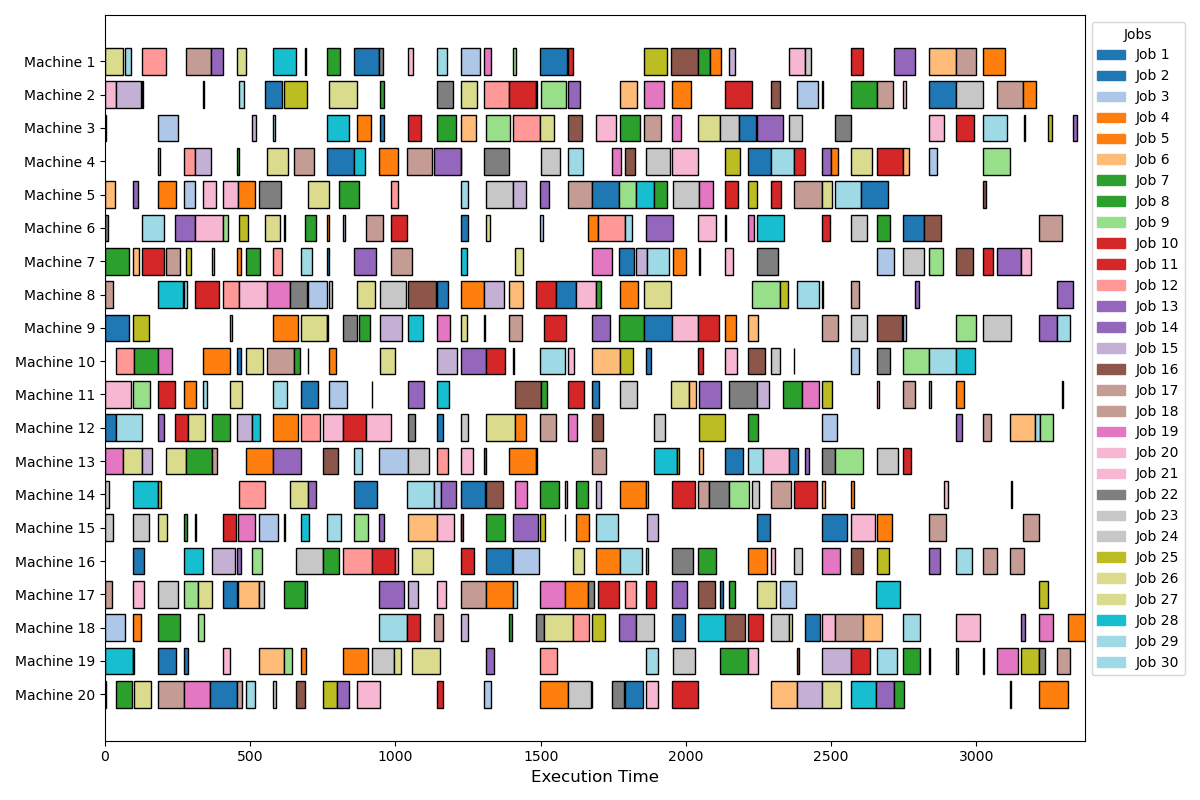 Machine 1
Machine 2
Machine 3
Machine 4
Machine 5
Machine 6
Machine 7
Machine 8
Machine 9
Machine 10
Machine 11
Machine 12
Machine 13
Machine 14
Machine 15
Machine 16
Machine 17
Machine 18
Machine 19
Machine 20
0 500 1000 1500 2000 2500 3000
Execution Time
Jobs
Job 1
Job 2
Job 3
Job 4
Job 5
Job 6
Job 7
Job 8
Job 9
Job 10
Job 11
Job 12
Job 13
Job 14
Job 15
Job 16
Job 17
Job 18
Job 19
Job 20
Job 21
Job 22
Job 23
Job 24
Job 25
Job 26
Job 27
Job 28
Job 29
Job 30